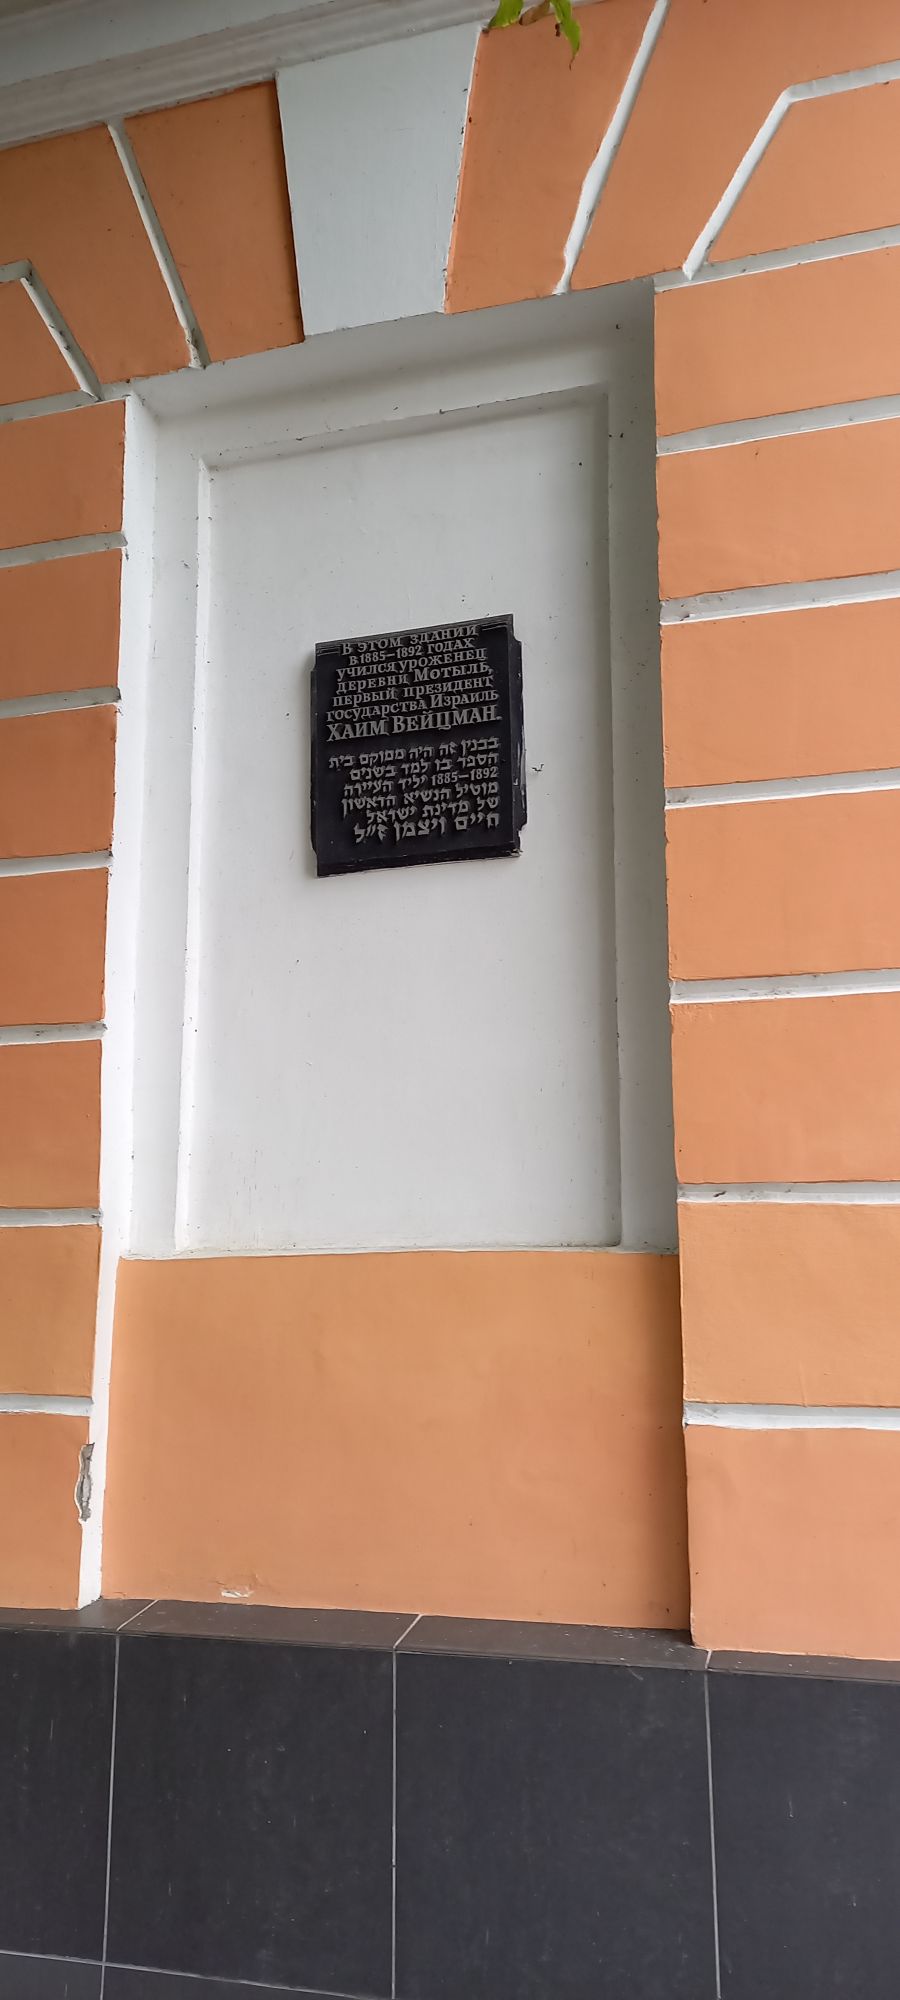 В ЭТОМ ЗДАНИИ
В 1885–1892 ГОДАХ
УЧИЛСЯ УРОЖЕНЕЦ
ДЕРЕВНИ МОТЫЛЬ,
ПЕРВЫЙ ПРЕЗИДЕНТ
ГОСУДАРСТВА ИЗРАИЛЬ
ХАИМ ВЕЙЦМАН.
בבנין זה היה ממוקם בית
הספר בו למד בשנים
1885–1892 יליד העיירה
מוטיל הנשיא הראשון
של מדינת ישראל
חיים ויצמן ז״ל